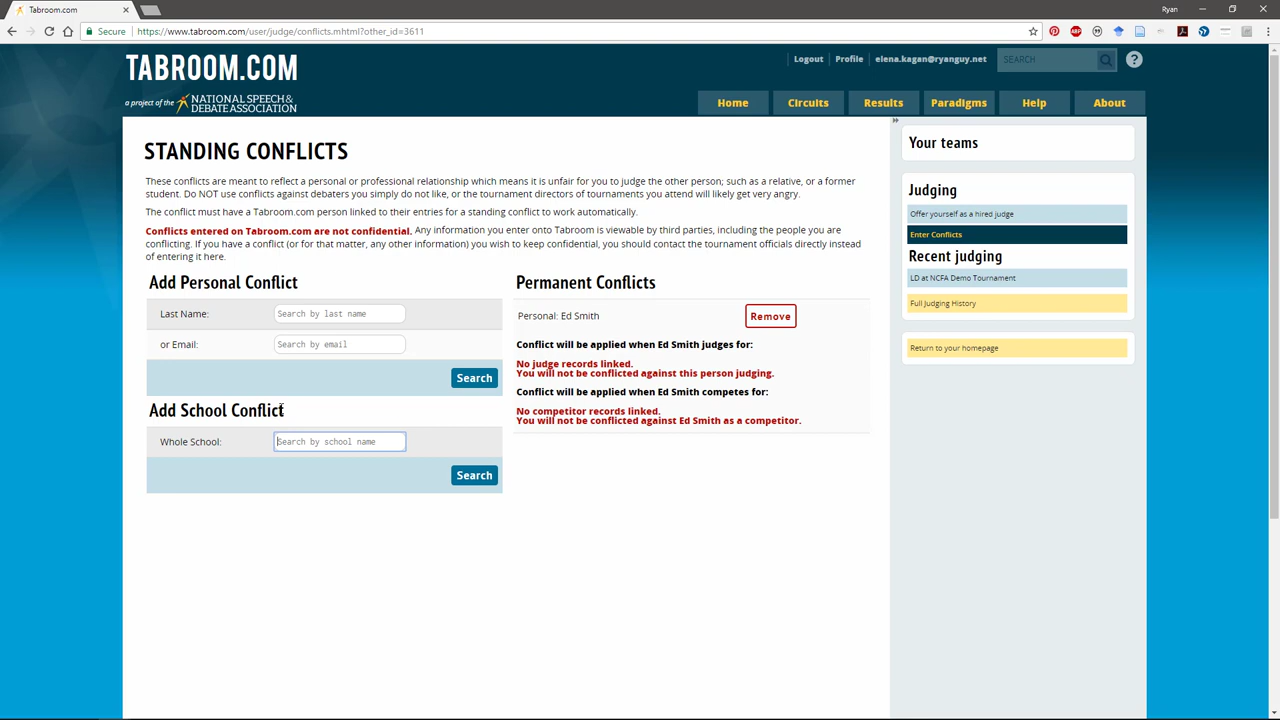 Tabroom.com
Ryan
Secure
https://www.tabroom.com/user/judge/conflicts.mhtml?other_id=3611
TABROOM.COM
a project of the NATIONAL SPEECH & DEBATE ASSOCIATION
Logout
Profile
elena.kagan@ryanguy.net
SEARCH
?
Home
Circuits
Results
Paradigms
Help
About
STANDING CONFLICTS
These conflicts are meant to reflect a personal or professional relationship which means it is unfair for you to judge the other person; such as a relative, or a former
student. Do NOT use conflicts against debaters you simply do not like, or the tournament directors of tournaments you attend will likely get very angry.
The conflict must have a Tabroom.com person linked to their entries for a standing conflict to work automatically.
Conflicts entered on Tabroom.com are not confidential. Any information you enter onto Tabroom is viewable by third parties, including the people you are
conflicting. If you have a conflict (or for that matter, any other information) you wish to keep confidential, you should contact the tournament officials directly instead
of entering it here.
Add Personal Conflict
Last Name:
Search by last name
or Email:
Search by email
Search
Add School Conflict
Whole School:
Search by school name
Search
Permanent Conflicts
Personal: Ed Smith
Remove
Conflict will be applied when Ed Smith judges for:
No judge records linked.
You will not be conflicted against this person judging.
Conflict will be applied when Ed Smith competes for:
No competitor records linked.
You will not be conflicted against Ed Smith as a competitor.
Your teams
Judging
Offer yourself as a hired judge
Enter Conflicts
Recent judging
LD at NCFA Demo Tournament
Full Judging History
Return to your homepage